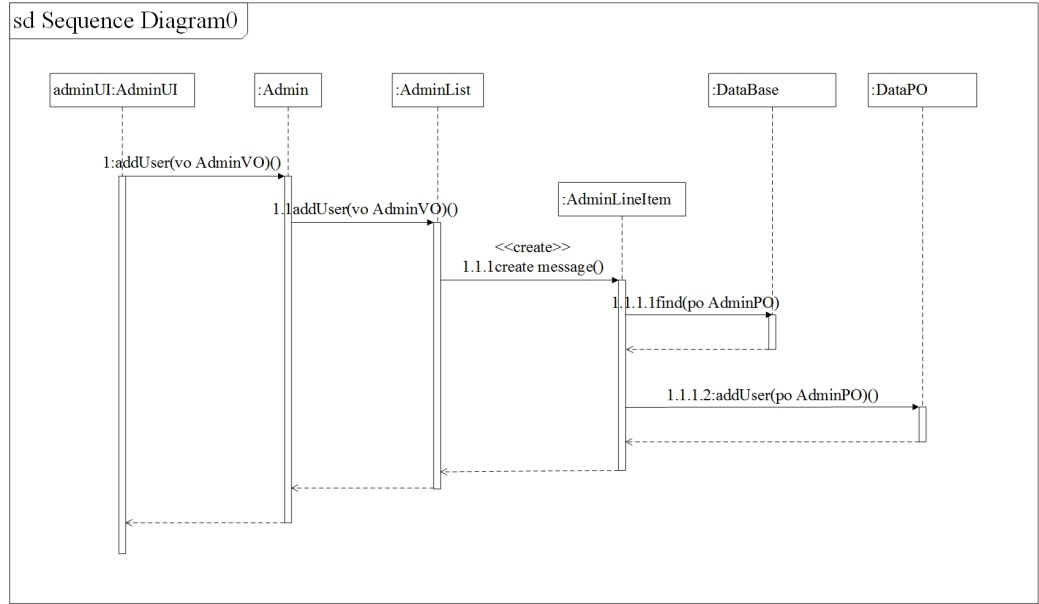 sd Sequence Diagram0
adminUI:AdminUI
:Admin
:AdminList
:DataBase
:DataPO
1:addUser(vo AdminVO)()
:AdminLineItem
1.1addUser(vo AdminVO)()
<<create>>
1.1.1create message()
1.1.1.1find(po AdminPO)
1.1.1.2:addUser(po AdminPO)()